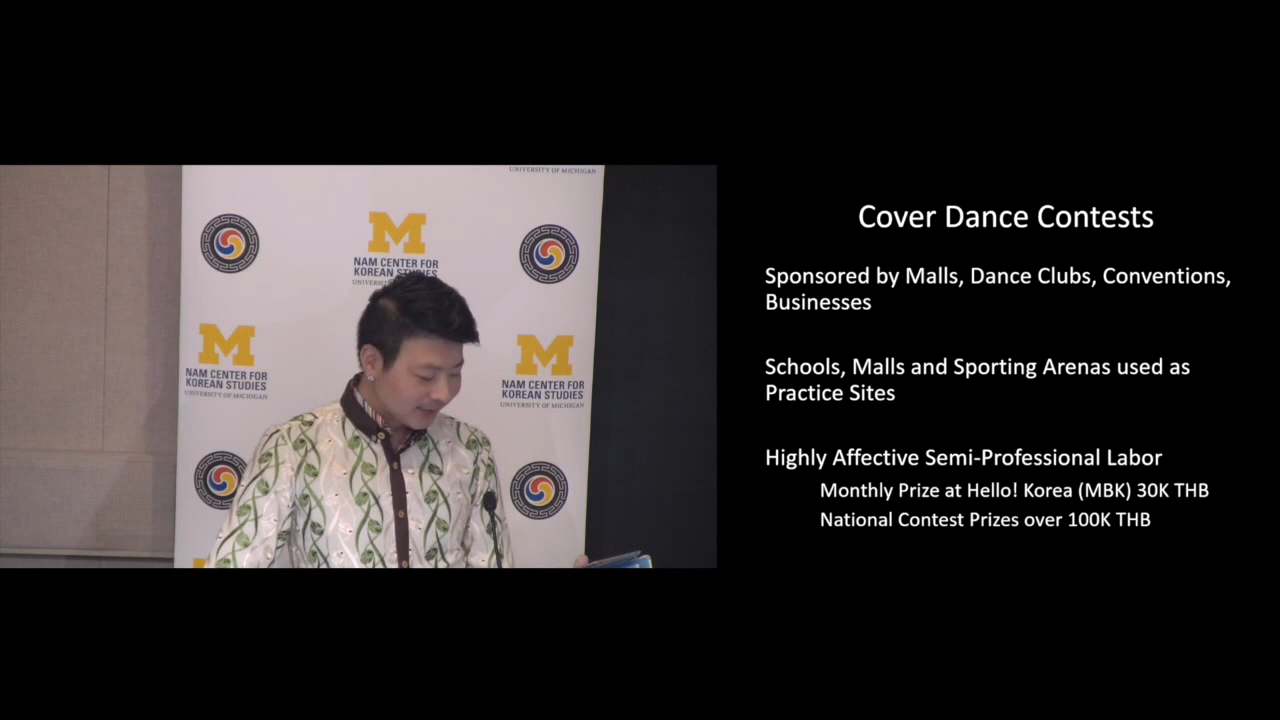 UNIVERSITY OF MICHIGAN
M
NAM CENTER FOR
KOREAN STUDIES
M
NAM CENTER FOR
KOREAN STUDIES
UNIVERSITY OF MICHIGAN
M
NAM CENTER FOR
KOREAN STUDIES
UNIVERSITY OF MICHIGAN
Cover Dance Contests
Sponsored by Malls, Dance Clubs, Conventions,
Businesses
Schools, Malls and Sporting Arenas used as
Practice Sites
Highly Affective Semi-Professional Labor
Monthly Prize at Hello! Korea (MBK) 30K THB
National Contest Prizes over 100K THB